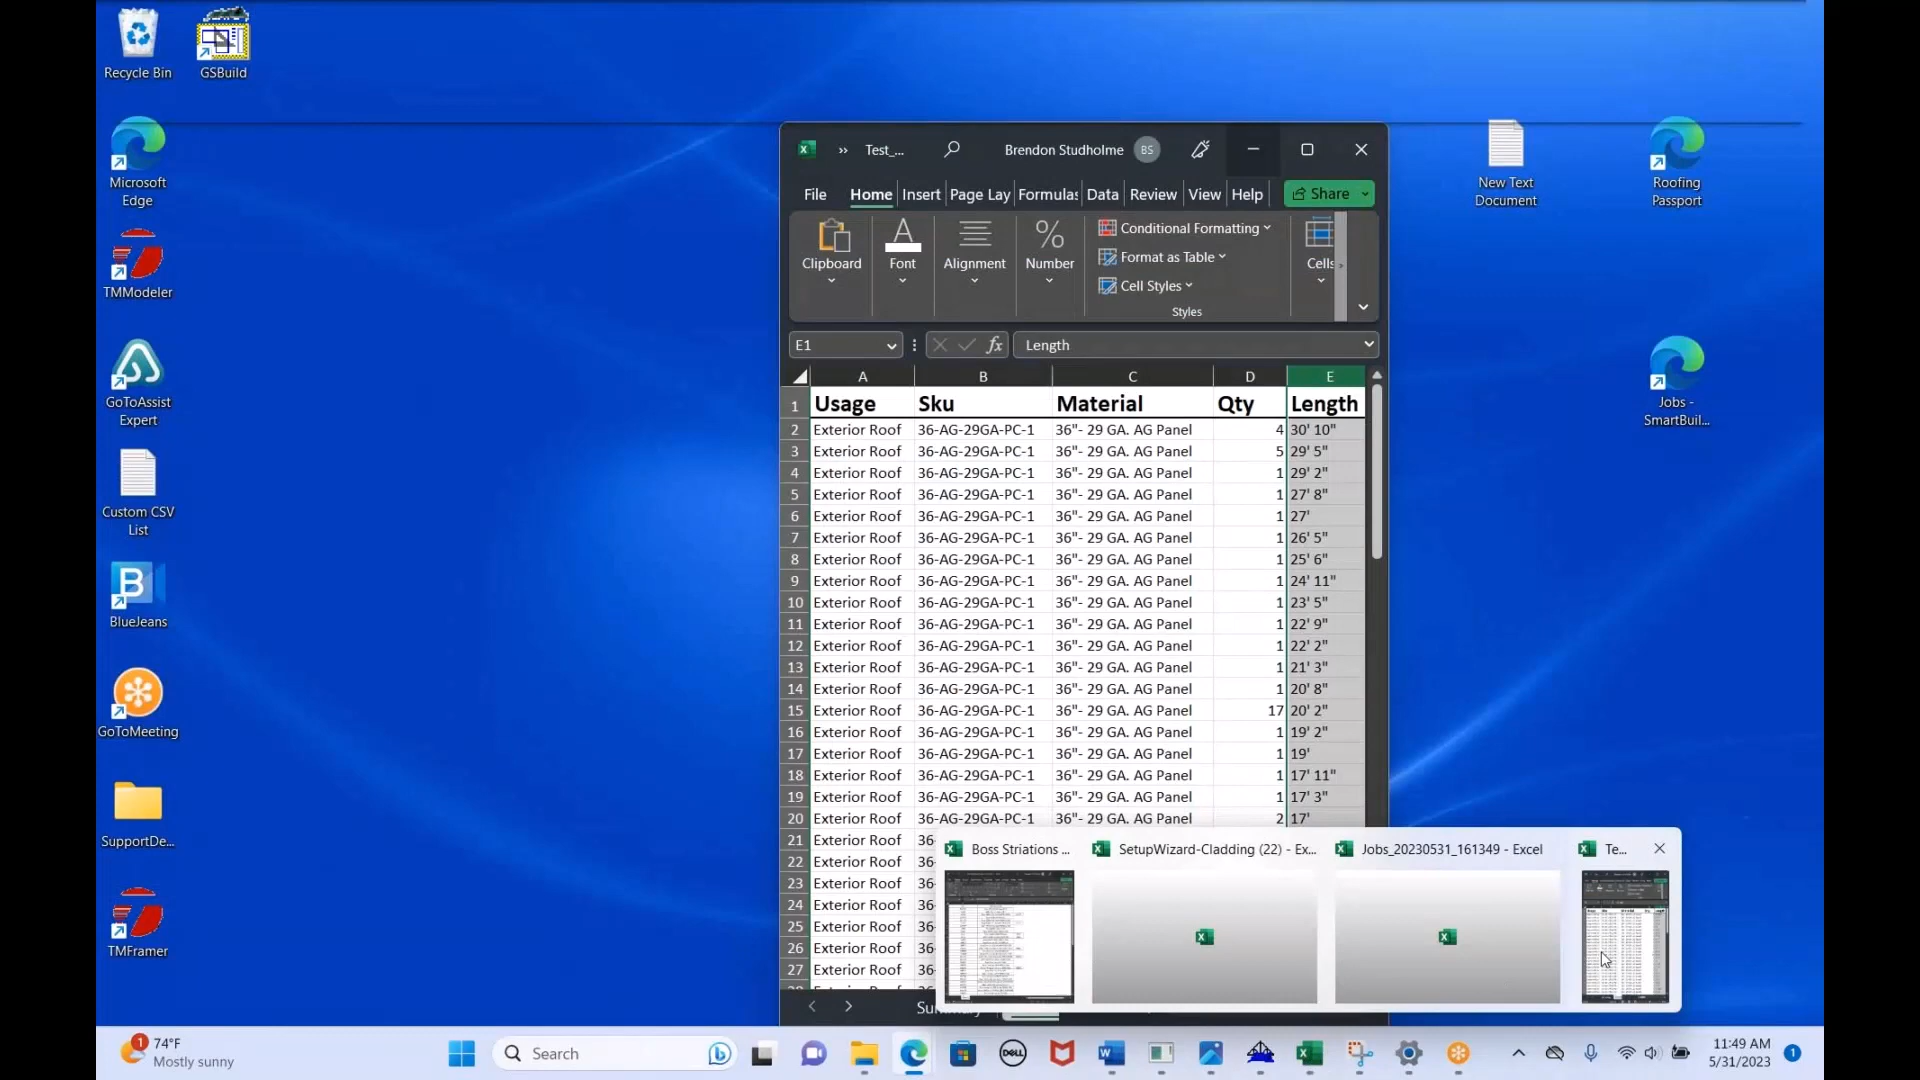 Recycle Bin
GSBuild
Microsoft
Edge
TMModeler
GoToAssist
Expert
Custom CSV
List
BlueJeans
GoToMeeting
SupportDe...
TMFramer
New Text
Document
Roofing
Passport
Jobs -
SmartBuil...
Test_...
Brendon Studholme BS
File Home Insert Page Lay Formulas Data Review View Help Share
Clipboard Font Alignment Number Conditional Formatting Cells
Format as Table
Cell Styles
Styles
E1 fx Length
A B C D E
1 Usage Sku Material Qty Length
2 Exterior Roof 36-AG-29GA-PC-1 36"- 29 GA. AG Panel 4 30' 10"
3 Exterior Roof 36-AG-29GA-PC-1 36"- 29 GA. AG Panel 5 29' 5"
4 Exterior Roof 36-AG-29GA-PC-1 36"- 29 GA. AG Panel 1 29' 2"
5 Exterior Roof 36-AG-29GA-PC-1 36"- 29 GA. AG Panel 1 27' 8"
6 Exterior Roof 36-AG-29GA-PC-1 36"- 29 GA. AG Panel 1 27'
7 Exterior Roof 36-AG-29GA-PC-1 36"- 29 GA. AG Panel 1 26' 5"
8 Exterior Roof 36-AG-29GA-PC-1 36"- 29 GA. AG Panel 1 25' 6"
9 Exterior Roof 36-AG-29GA-PC-1 36"- 29 GA. AG Panel 1 24' 11"
10 Exterior Roof 36-AG-29GA-PC-1 36"- 29 GA. AG Panel 1 23' 5"
11 Exterior Roof 36-AG-29GA-PC-1 36"- 29 GA. AG Panel 1 22' 9"
12 Exterior Roof 36-AG-29GA-PC-1 36"- 29 GA. AG Panel 1 22' 2"
13 Exterior Roof 36-AG-29GA-PC-1 36"- 29 GA. AG Panel 1 21' 3"
14 Exterior Roof 36-AG-29GA-PC-1 36"- 29 GA. AG Panel 1 20' 8"
15 Exterior Roof 36-AG-29GA-PC-1 36"- 29 GA. AG Panel 17 20' 2"
16 Exterior Roof 36-AG-29GA-PC-1 36"- 29 GA. AG Panel 1 19' 2"
17 Exterior Roof 36-AG-29GA-PC-1 36"- 29 GA. AG Panel 1 19'
18 Exterior Roof 36-AG-29GA-PC-1 36"- 29 GA. AG Panel 1 17' 11"
19 Exterior Roof 36-AG-29GA-PC-1 36"- 29 GA. AG Panel 1 17' 3"
20 Exterior Roof 36-AG-29GA-PC-1 36"- 29 GA. AG Panel 2 17'
21 Exterior Roof 36-
22 Exterior Roof 36-
23 Exterior Roof 36-
24 Exterior Roof 36-
25 Exterior Roof 36-
26 Exterior Roof 36-
27 Exterior Roof 36-
Boss Striations ... SetupWizard-Cladding (22) - Ex... Jobs_20230531_161349 - Excel Te...
74°F
Mostly sunny
Search
DELL
11:49 AM
5/31/2023
1